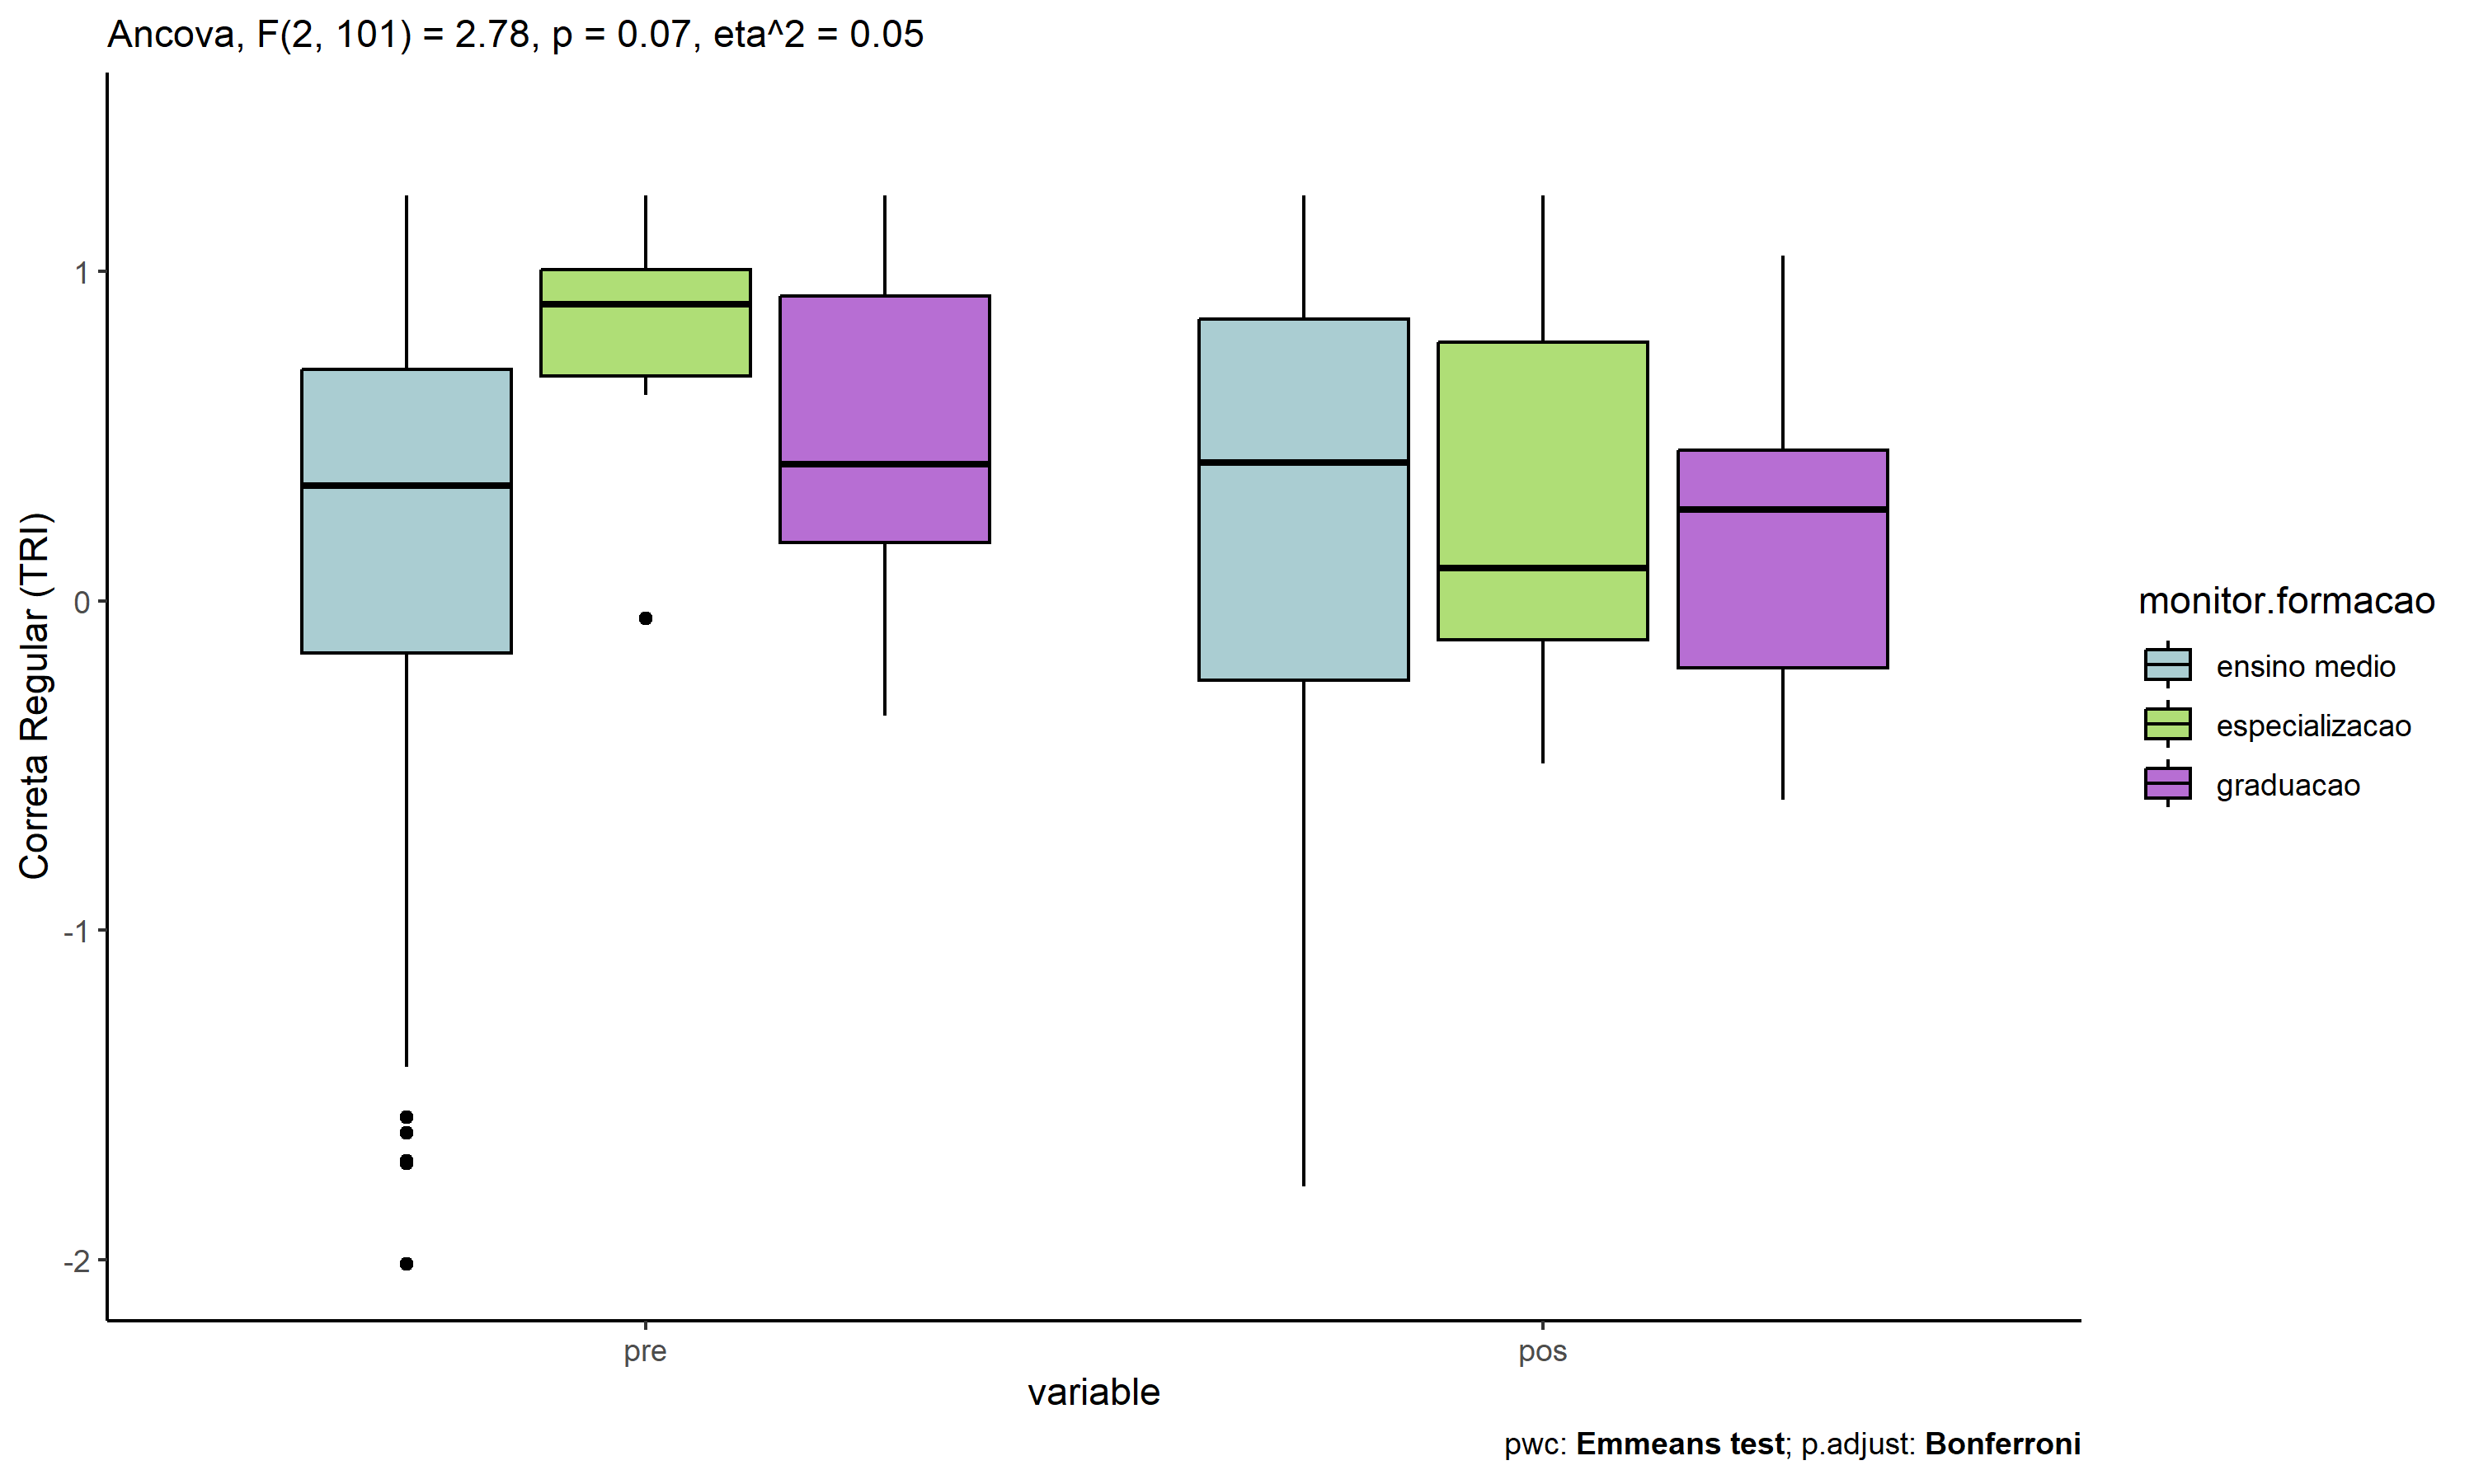 Ancova, F(2, 101) = 2.78, p = 0.07, eta^2 = 0.05
Correta Regular (TRI)
1
0
-1
-2
pre
pos
variable
monitor.formacao
ensino medio
especializacao
graduacao
pwc: Emmeans test; p.adjust: Bonferroni